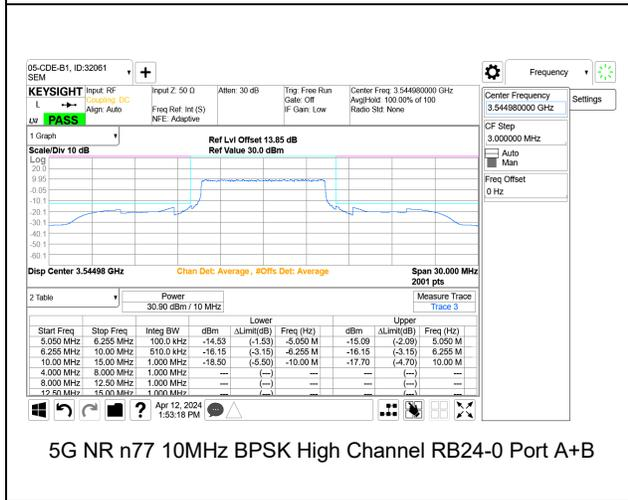 05-CDE-B1, ID:32061
SEM
Frequency
KEYSIGHT
L
LXI
PASS
Input: RF
Coupling: DC
Align: Auto
Input Z: 50 Ω
Freq Ref: Int (S)
NFE: Adaptive
Atten: 30 dB
Trig: Free Run
Gate: Off
IF Gain: Low
Center Freq: 3.544980000 GHz
Avg|Hold: 100.00% of 100
Radio Std: None
Center Frequency
3.544980000 GHz
Settings
CF Step
3.000000 MHz
Auto
Man
Freq Offset
0 Hz
1 Graph
Scale/Div 10 dB
Ref Lvl Offset 13.85 dB
Ref Value 30.0 dBm
Log
20.0
9.95
-0.05
-10.1
-20.1
-30.1
-40.1
-50.1
-60.1
Disp Center 3.54498 GHz
Chan Det: Average , #Offs Det: Average
Span 30.000 MHz
2001 pts
2 Table
Power
30.90 dBm / 10 MHz
Measure Trace
Trace 3
Lower Upper
Start Freq Stop Freq Integ BW dBm ΔLimit(dB) Freq (Hz) dBm ΔLimit(dB) Freq (Hz)
5.050 MHz 6.255 MHz 100.0 kHz -14.53 (-1.53) -5.050 M -15.09 (-2.09) 5.050 M
6.255 MHz 10.00 MHz 510.0 kHz -16.15 (-3.15) -6.255 M -16.15 (-3.15) 6.255 M
10.00 MHz 15.00 MHz 1.000 MHz -18.50 (-5.50) -10.00 M -17.70 (-4.70) 10.00 M
4.000 MHz 8.000 MHz 1.000 MHz --- (---) --- (---)
8.000 MHz 12.50 MHz 1.000 MHz --- (---) --- (---)
12.50 MHz 15.00 MHz 1.000 MHz --- (---) --- (---)
Apr 12, 2024
1:53:18 PM
5G NR n77 10MHz BPSK High Channel RB24-0 Port A+B